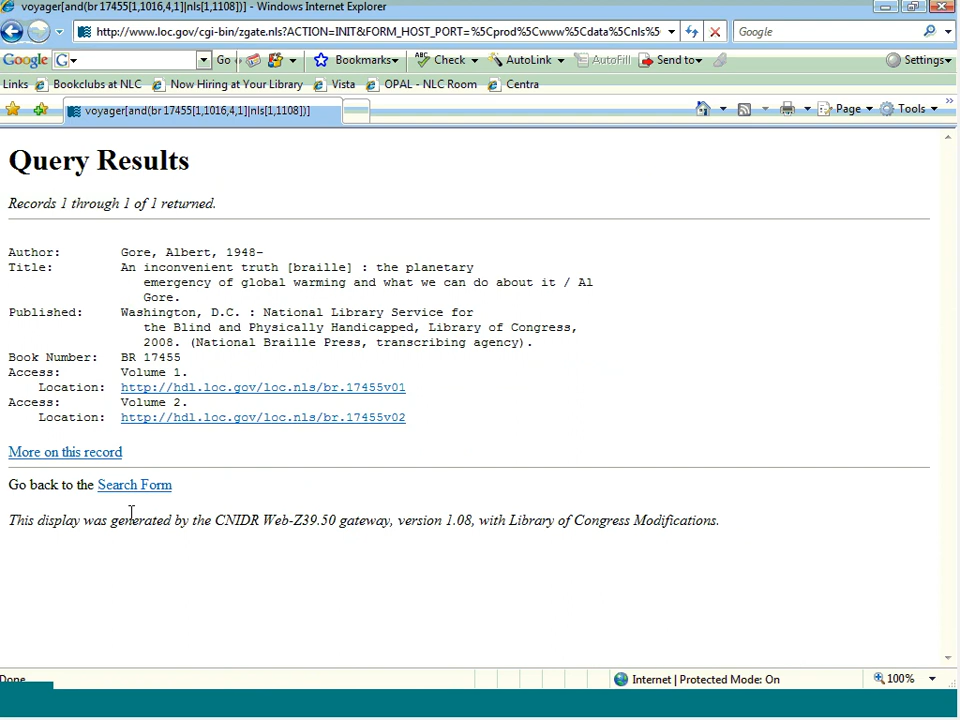 voyager[and(br 17455[1,1016,4,1]|nls[1,1108])] - Windows Internet Explorer
http://www.loc.gov/cgi-bin/zgate.nls?ACTION=INIT&FORM_HOST_PORT=%5Cprod%5Cwww%5Cdata%5Cnls%5 Google
Google G Go Bookmarks Check AutoLink AutoFill Send to Settings
Links Bookclubs at NLC Now Hiring at Your Library Vista OPAL - NLC Room Centra
voyager[and(br 17455[1,1016,4,1]|nls[1,1108])] Page Tools »
Query Results
Records 1 through 1 of 1 returned.
Author: Gore, Albert, 1948-
Title: An inconvenient truth [braille] : the planetary
emergency of global warming and what we can do about it / Al
Gore.
Published: Washington, D.C. : National Library Service for
the Blind and Physically Handicapped, Library of Congress,
2008. (National Braille Press, transcribing agency).
Book Number: BR 17455
Access: Volume 1.
Location: http://hdl.loc.gov/loc.nls/br.17455v01
Access: Volume 2.
Location: http://hdl.loc.gov/loc.nls/br.17455v02
More on this record
Go back to the Search Form
This display was generated by the CNIDR Web-Z39.50 gateway, version 1.08, with Library of Congress Modifications.
Done Internet | Protected Mode: On 100%